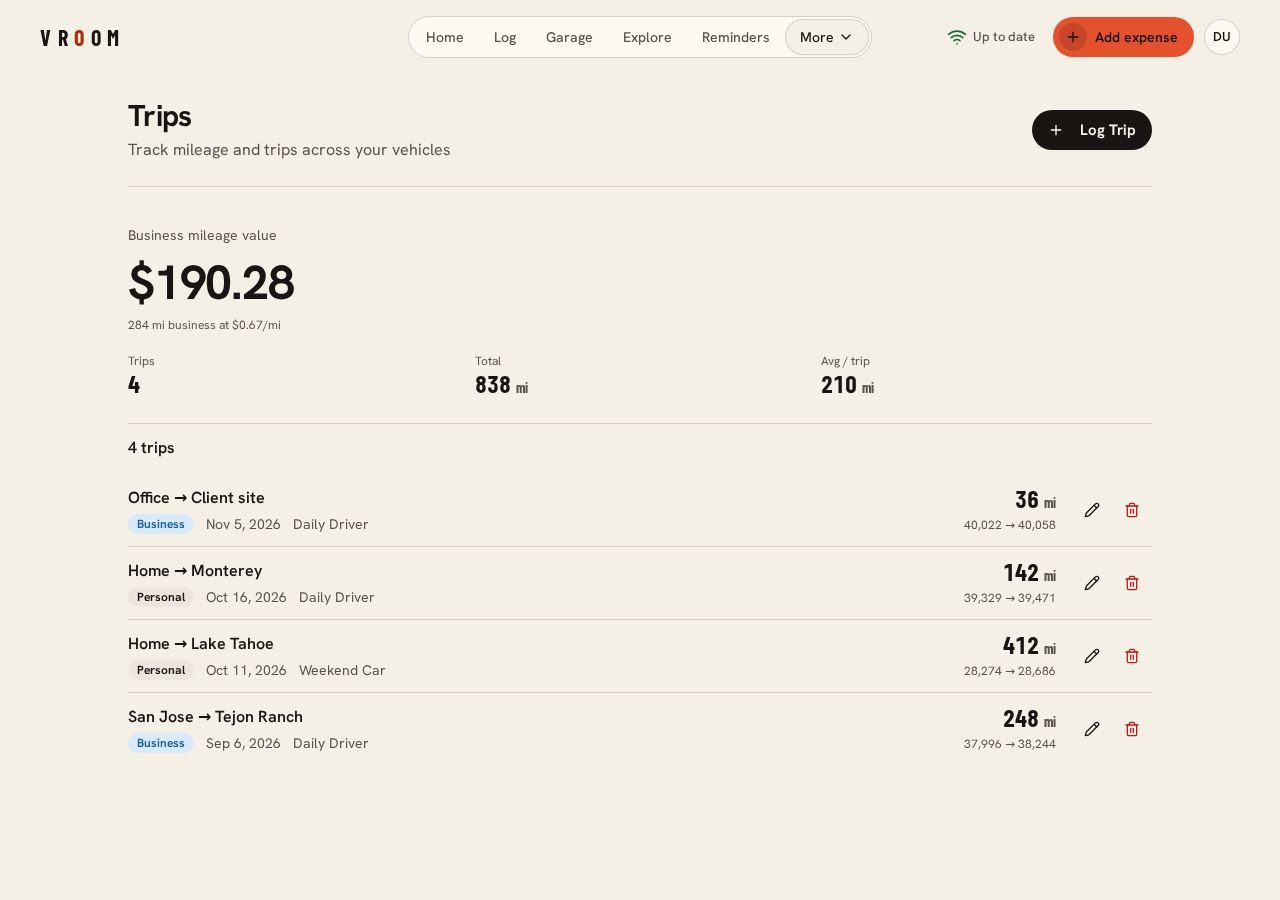 VROOM
Home Log Garage Explore Reminders More
Up to date
Add expense
DU
Trips
Track mileage and trips across your vehicles
Log Trip
Business mileage value
$190.28
284 mi business at $0.67/mi
Trips Total Avg / trip
4 838 mi 210 mi
4 trips
Office → Client site 36 mi
Business Nov 5, 2026 Daily Driver 40,022 → 40,058
Home → Monterey 142 mi
Personal Oct 16, 2026 Daily Driver 39,329 → 39,471
Home → Lake Tahoe 412 mi
Personal Oct 11, 2026 Weekend Car 28,274 → 28,686
San Jose → Tejon Ranch 248 mi
Business Sep 6, 2026 Daily Driver 37,996 → 38,244